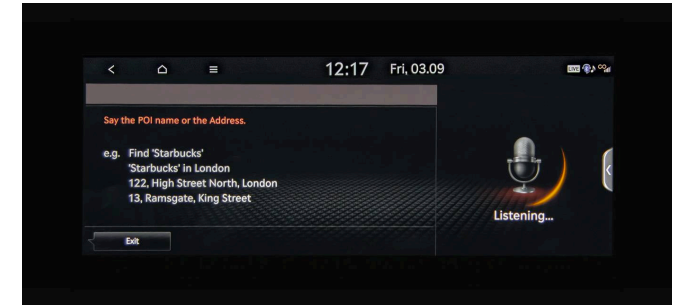 12:17 Fri, 03.09
LIVE
Say the POI name or the Address.
e.g. Find 'Starbucks'
'Starbucks' in London
122, High Street North, London
13, Ramsgate, King Street
Listening...
Exit